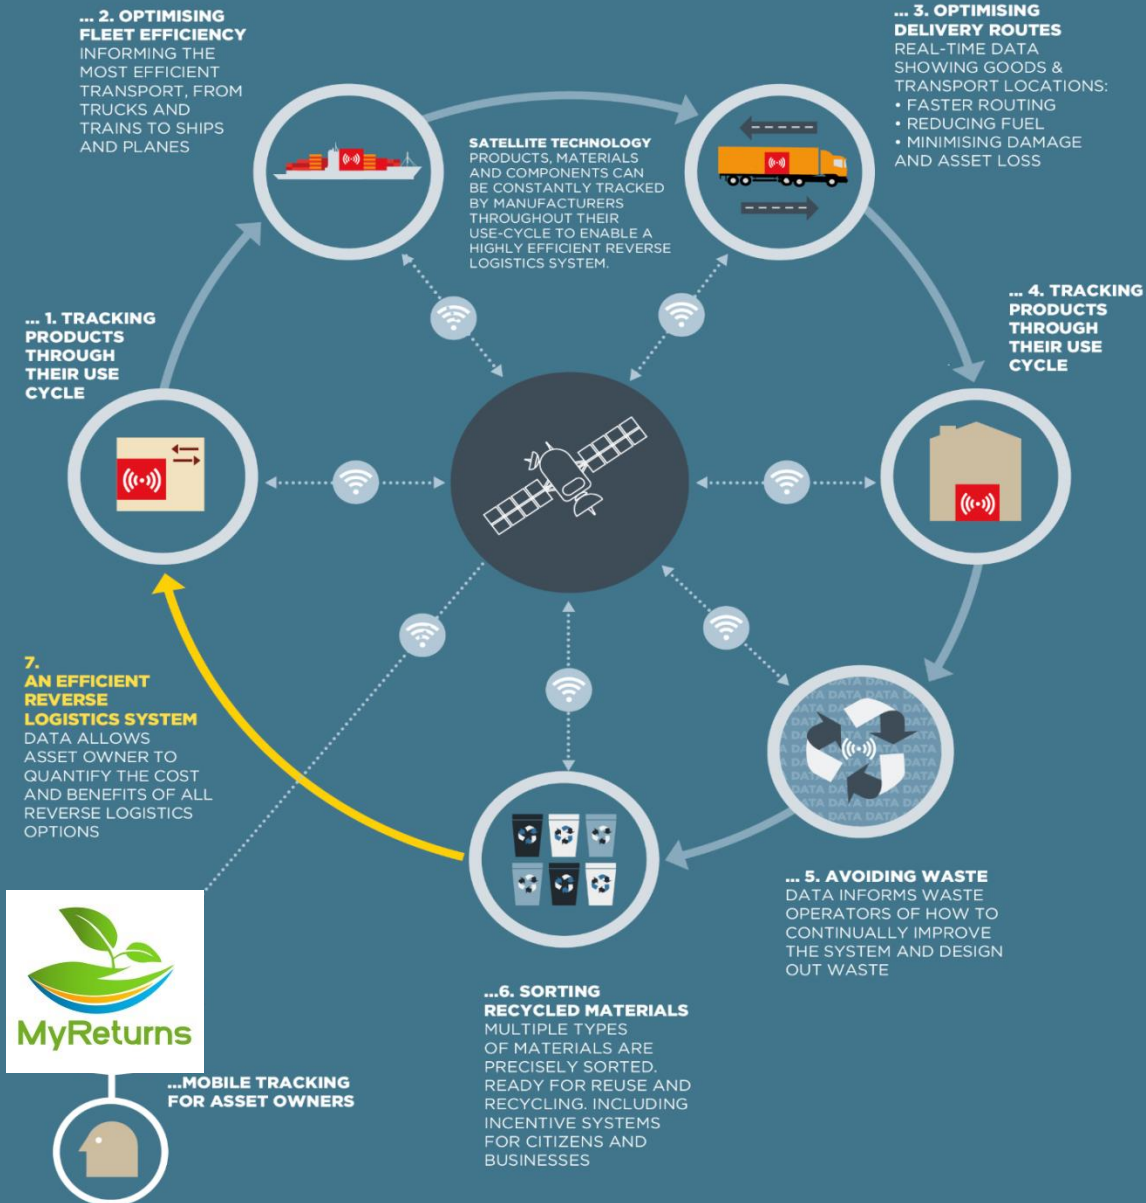 ... 2. OPTIMISING
FLEET EFFICIENCY
INFORMING THE
MOST EFFICIENT
TRANSPORT, FROM
TRUCKS AND
TRAINS TO SHIPS
AND PLANES
... 3. OPTIMISING
DELIVERY ROUTES
REAL-TIME DATA
SHOWING GOODS &
TRANSPORT LOCATIONS:
• FASTER ROUTING
• REDUCING FUEL
• MINIMISING DAMAGE
AND ASSET LOSS
SATELLITE TECHNOLOGY
PRODUCTS, MATERIALS
AND COMPONENTS CAN
BE CONSTANTLY TRACKED
BY MANUFACTURERS
THROUGHOUT THEIR
USE-CYCLE TO ENABLE A
HIGHLY EFFICIENT REVERSE
LOGISTICS SYSTEM.
... 1. TRACKING
PRODUCTS
THROUGH
THEIR USE
CYCLE
... 4. TRACKING
PRODUCTS
THROUGH
THEIR USE
CYCLE
7.
AN EFFICIENT
REVERSE
LOGISTICS SYSTEM
DATA ALLOWS
ASSET OWNER TO
QUANTIFY THE COST
AND BENEFITS OF ALL
REVERSE LOGISTICS
OPTIONS
DATA DATA DATA
... 5. AVOIDING WASTE
DATA INFORMS WASTE
OPERATORS OF HOW TO
CONTINUALLY IMPROVE
THE SYSTEM AND DESIGN
OUT WASTE
...6. SORTING
RECYCLED MATERIALS
MULTIPLE TYPES
OF MATERIALS ARE
PRECISELY SORTED.
READY FOR REUSE AND
RECYCLING. INCLUDING
INCENTIVE SYSTEMS
FOR CITIZENS AND
BUSINESSES
MyReturns
...MOBILE TRACKING
FOR ASSET OWNERS